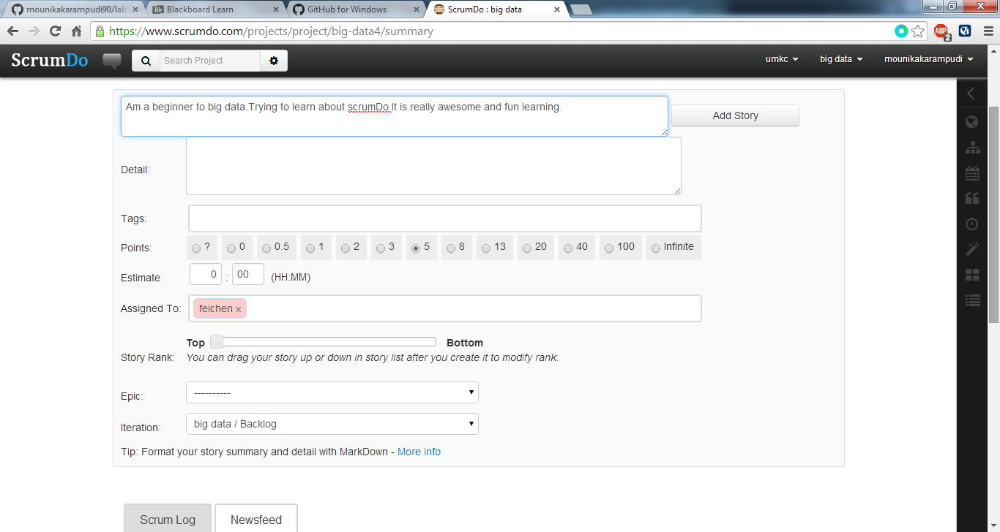 mounikakarampudi90/lab
Blackboard Learn
GitHub for Windows
ScrumDo : big data
https://www.scrumdo.com/projects/project/big-data4/summary
ABP 2
ScrumDo
Search Project
umkc
big data
mounikakarampudi
Am a beginner to big data.Trying to learn about scrumDo.It is really awesome and fun learning.
Add Story
Detail:
Tags:
Points: ? 0 0.5 1 2 3 5 8 13 20 40 100 Infinite
Estimate 0 : 00 (HH:MM)
Assigned To: feichen ×
Top Bottom
Story Rank: You can drag your story up or down in story list after you create it to modify rank.
Epic: ----------
Iteration: big data / Backlog
Tip: Format your story summary and detail with MarkDown - More info
Scrum Log Newsfeed